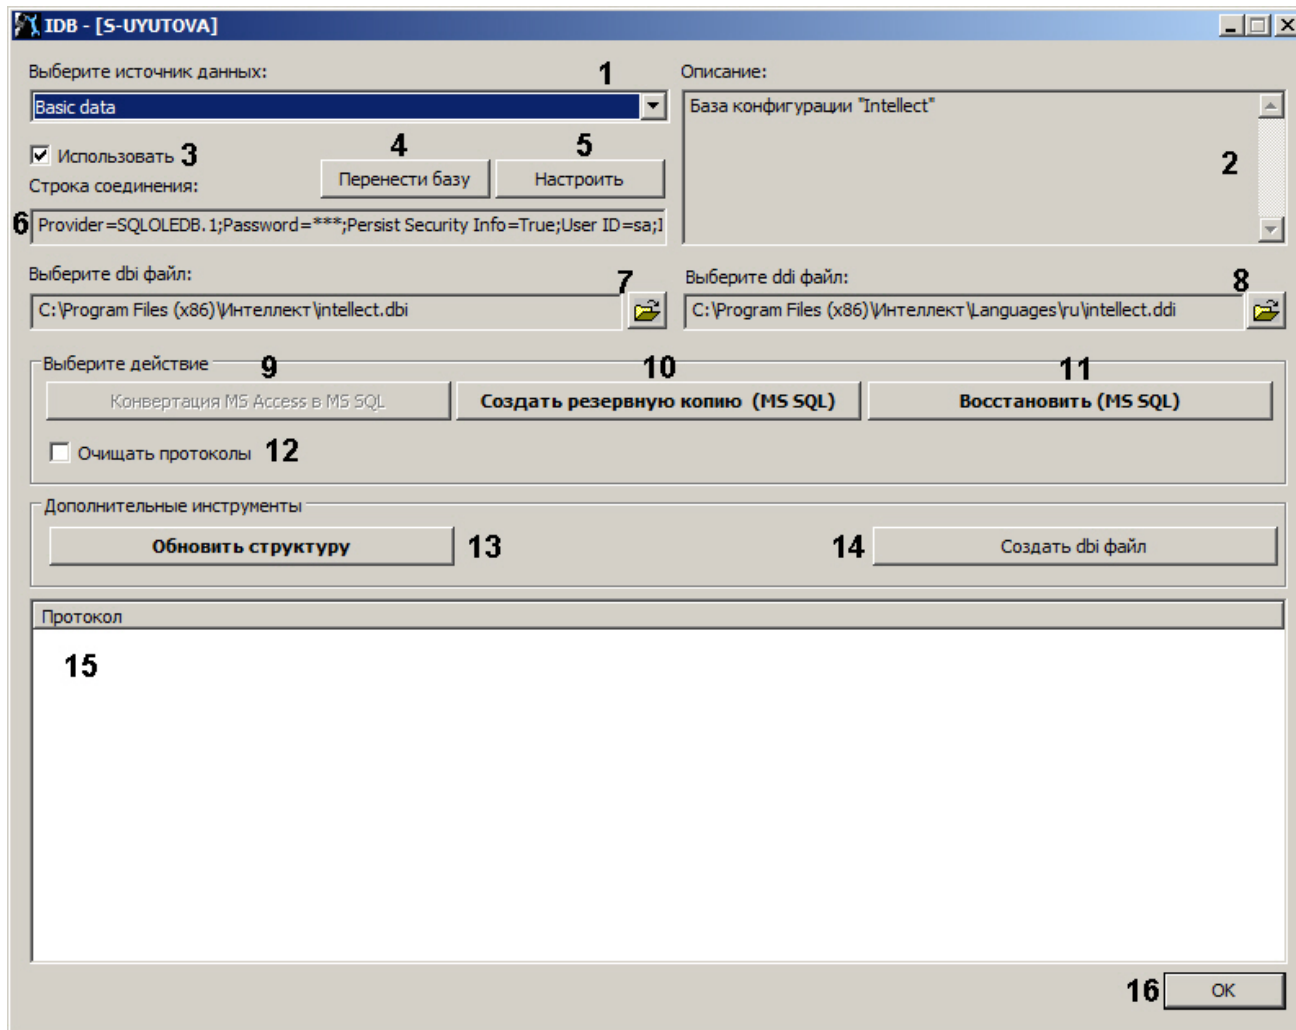 IDB - [S-UYUTOVA]
Выберите источник данных:
1
Описание:
Basic data
База конфигурации "Intellect"
2
Использовать 3
4
5
Строка соединения:
Перенести базу
Настроить
6
Provider=SQLOLEDB.1;Password=***;Persist Security Info=True;User ID=sa;I
Выберите dbi файл:
7
Выберите ddi файл:
8
C:\Program Files (x86)\Интеллект\intellect.dbi
C:\Program Files (x86)\Интеллект\Languages\ru\intellect.ddi
Выберите действие
9
10
11
Конвертация MS Access в MS SQL
Создать резервную копию (MS SQL)
Восстановить (MS SQL)
Очищать протоколы 12
Дополнительные инструменты
Обновить структуру
13
14
Создать dbi файл
Протокол
15
16
OK